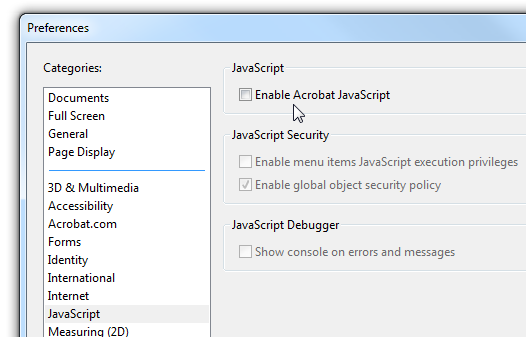 Preferences
Categories:
Documents
Full Screen
General
Page Display
3D & Multimedia
Accessibility
Acrobat.com
Forms
Identity
International
Internet
JavaScript
Measuring (2D)
JavaScript
Enable Acrobat JavaScript
JavaScript Security
Enable menu items JavaScript execution privileges
Enable global object security policy
JavaScript Debugger
Show console on errors and messages